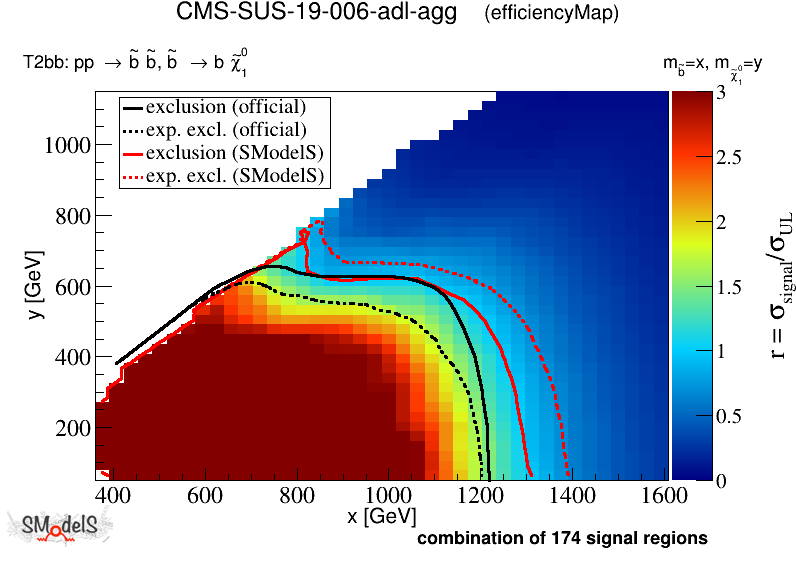 CMS-SUS-19-006-adl-agg (efficiencyMap)
T2bb: pp → b̃ b̃, b̃ → b χ̃₁⁰
m_b̃=x, m_χ̃₁⁰=y
exclusion (official)
exp. excl. (official)
exclusion (SModelS)
exp. excl. (SModelS)
1000
800
600
400
200
y [GeV]
400 600 800 1000 1200 1400 1600
x [GeV]
3
2.5
2
1.5
1
0.5
0
r = σ_signal/σ_UL
SModelS
combination of 174 signal regions